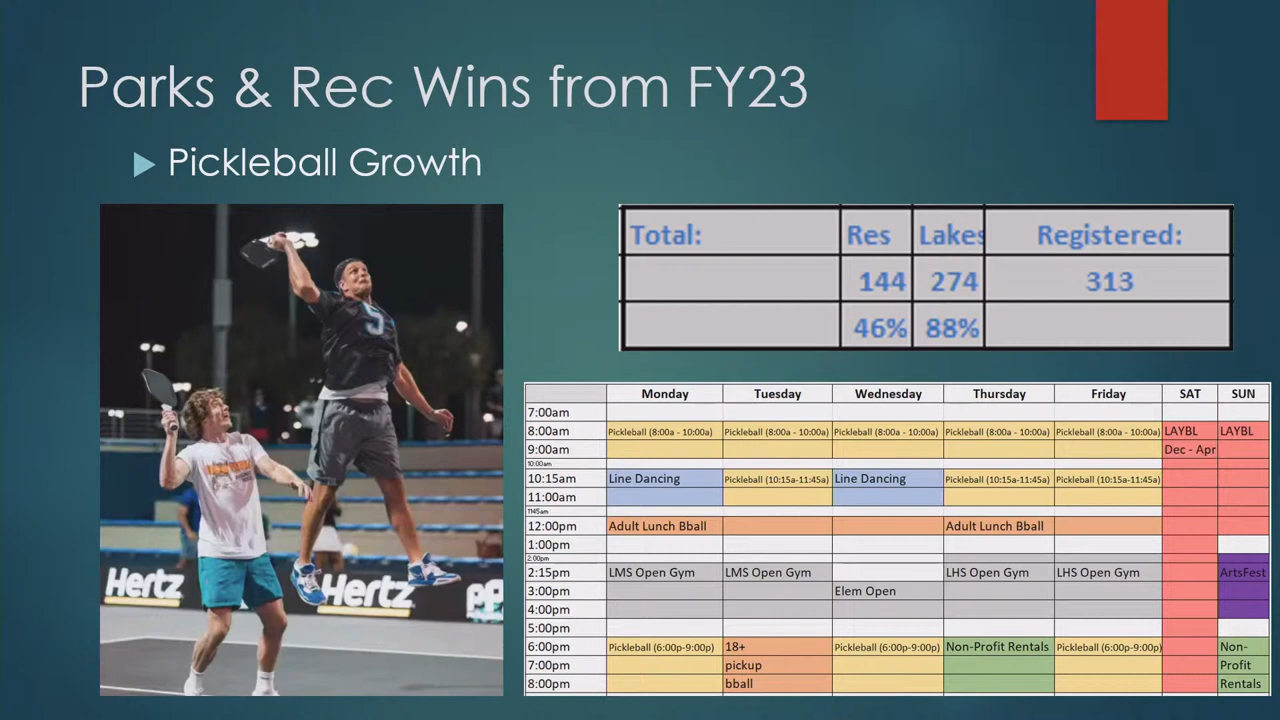 Parks & Rec Wins from FY23
Pickleball Growth
Total: Res Lakes Registered:
144 274 313
46% 88%
Monday Tuesday Wednesday Thursday Friday SAT SUN
7:00am
8:00am Pickleball (8:00a - 10:00a) Pickleball (8:00a - 10:00a) Pickleball (8:00a - 10:00a) Pickleball (8:00a - 10:00a) Pickleball (8:00a - 10:00a) LAYBL LAYBL
9:00am Dec - Apr
10:00am
10:15am Line Dancing Pickleball (10:15a-11:45a) Line Dancing Pickleball (10:15a-11:45a) Pickleball (10:15a-11:45a)
11:00am
1145am
12:00pm Adult Lunch Bball Adult Lunch Bball
1:00pm
2:00pm
2:15pm LMS Open Gym LMS Open Gym LHS Open Gym LHS Open Gym ArtsFest
3:00pm Elem Open
4:00pm
5:00pm
6:00pm Pickleball (6:00p-9:00p) 18+ Pickleball (6:00p-9:00p) Non-Profit Rentals Pickleball (6:00p-9:00p) Non-
7:00pm pickup Profit
8:00pm bball Rentals
5
Hertz Hertz